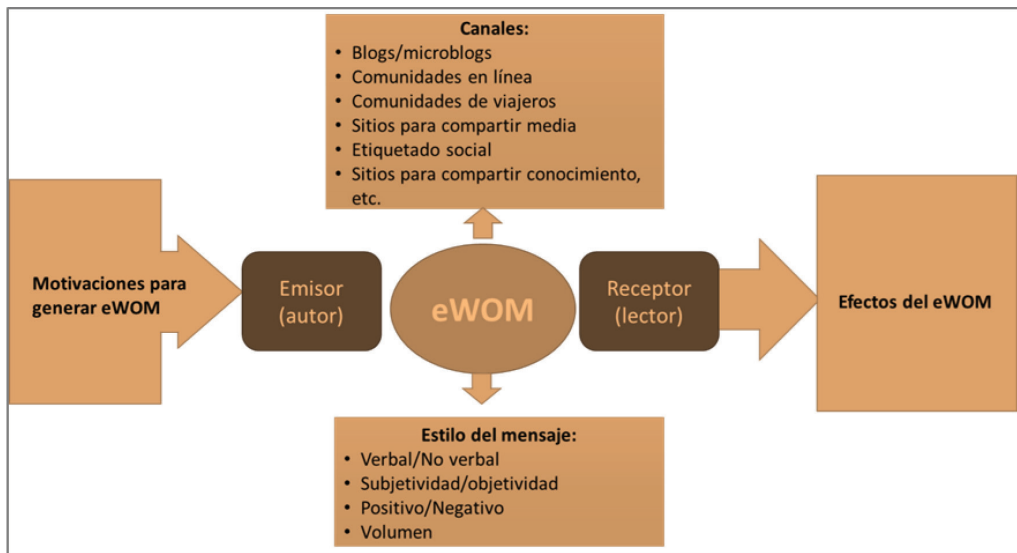 Canales:
• Blogs/microblogs
• Comunidades en línea
• Comunidades de viajeros
• Sitios para compartir media
• Etiquetado social
• Sitios para compartir conocimiento,
etc.
Motivaciones para
generar eWOM
Emisor
(autor)
eWOM
Receptor
(lector)
Efectos del eWOM
Estilo del mensaje:
• Verbal/No verbal
• Subjetividad/objetividad
• Positivo/Negativo
• Volumen